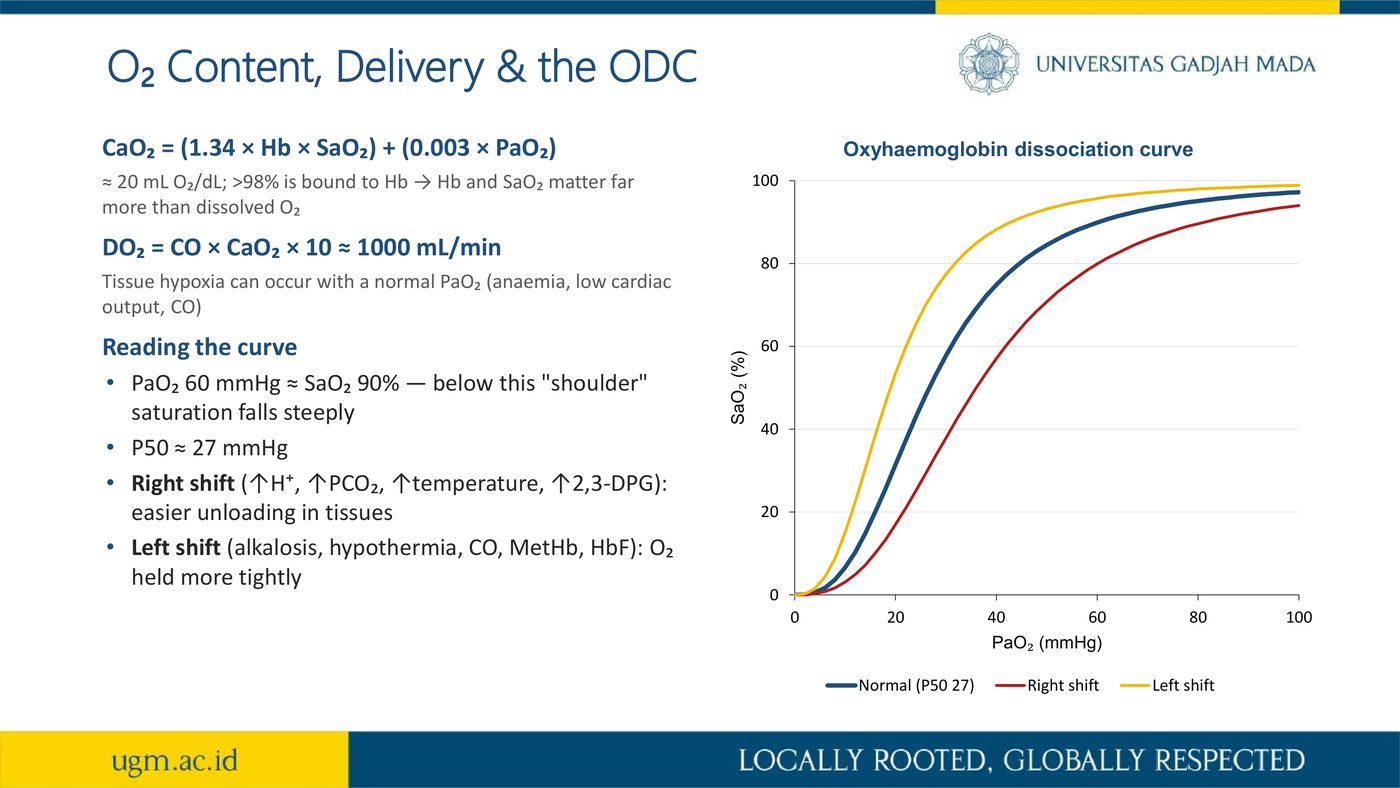 O₂ Content, Delivery & the ODC
UNIVERSITAS GADJAH MADA
CaO₂ = (1.34 × Hb × SaO₂) + (0.003 × PaO₂)
≈ 20 mL O₂/dL; >98% is bound to Hb → Hb and SaO₂ matter far
more than dissolved O₂
DO₂ = CO × CaO₂ × 10 ≈ 1000 mL/min
Tissue hypoxia can occur with a normal PaO₂ (anaemia, low cardiac
output, CO)
Reading the curve
• PaO₂ 60 mmHg ≈ SaO₂ 90% — below this "shoulder"
saturation falls steeply
• P50 ≈ 27 mmHg
• Right shift (↑H⁺, ↑PCO₂, ↑temperature, ↑2,3-DPG):
easier unloading in tissues
• Left shift (alkalosis, hypothermia, CO, MetHb, HbF): O₂
held more tightly
Oxyhaemoglobin dissociation curve
100
80
60
40
20
0
SaO₂ (%)
0 20 40 60 80 100
PaO₂ (mmHg)
Normal (P50 27) Right shift Left shift
ugm.ac.id
LOCALLY ROOTED, GLOBALLY RESPECTED